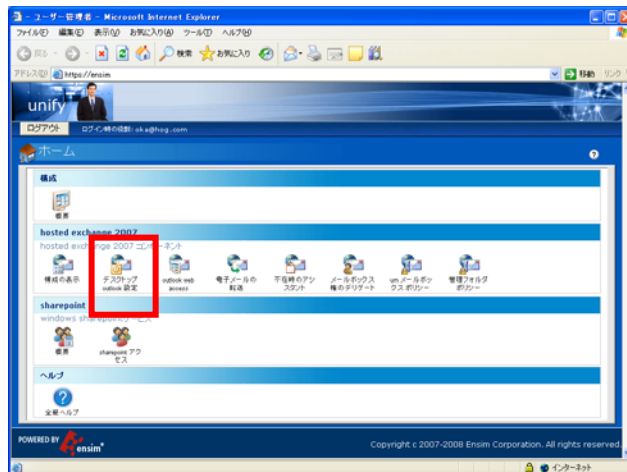 - ユーザー管理者 - Microsoft Internet Explorer
ファイル(F) 編集(E) 表示(V) お気に入り(A) ツール(T) ヘルプ(H)
戻る 検索 お気に入り
アドレス(D) https://ensim 移動 リンク
unify
ログアウト ログイン時の役割: oka@hog.com
ホーム
構成
概要
hosted exchange 2007
hosted exchange 2007 コンポーネント
構成の表示 デスクトップ outlook 設定 outlook web access 電子メールの転送 不在時のアシスタント メールボックス権のデリゲート um メールボックス ポリシー 管理フォルダ ポリシー
sharepoint
windows sharepoint サービス
概要 sharepoint アクセス
ヘルプ
全般ヘルプ
POWERED BY ensim Copyright c 2007-2008 Ensim Corporation. All rights reserved.
インターネット